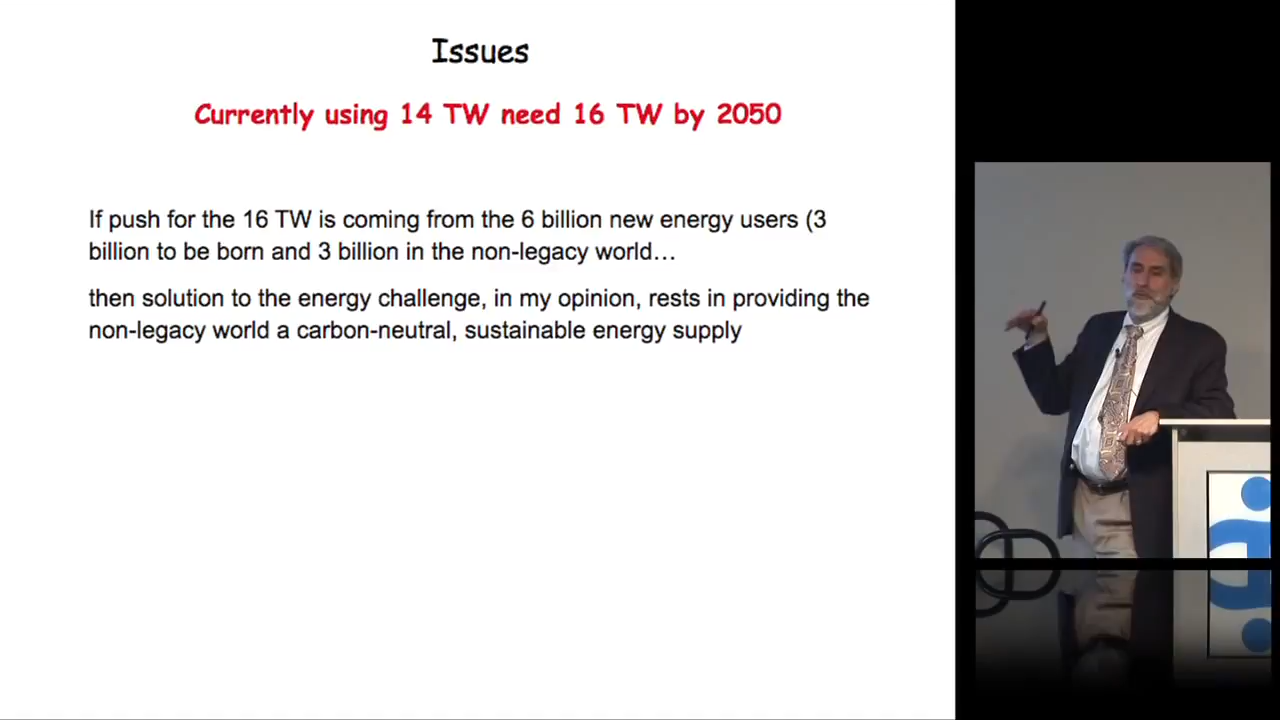 Issues
Currently using 14 TW need 16 TW by 2050
If push for the 16 TW is coming from the 6 billion new energy users (3
billion to be born and 3 billion in the non-legacy world…
then solution to the energy challenge, in my opinion, rests in providing the
non-legacy world a carbon-neutral, sustainable energy supply